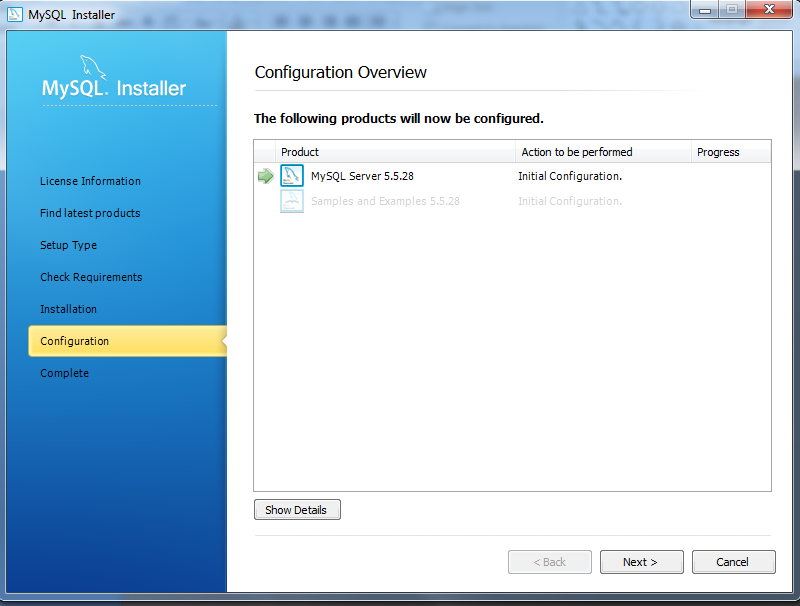 MySQL Installer
MySQL. Installer
License Information
Find latest products
Setup Type
Check Requirements
Installation
Configuration
Complete
Configuration Overview
The following products will now be configured.
Product Action to be performed Progress
MySQL Server 5.5.28 Initial Configuration.
Samples and Examples 5.5.28 Initial Configuration.
Show Details
< Back Next > Cancel